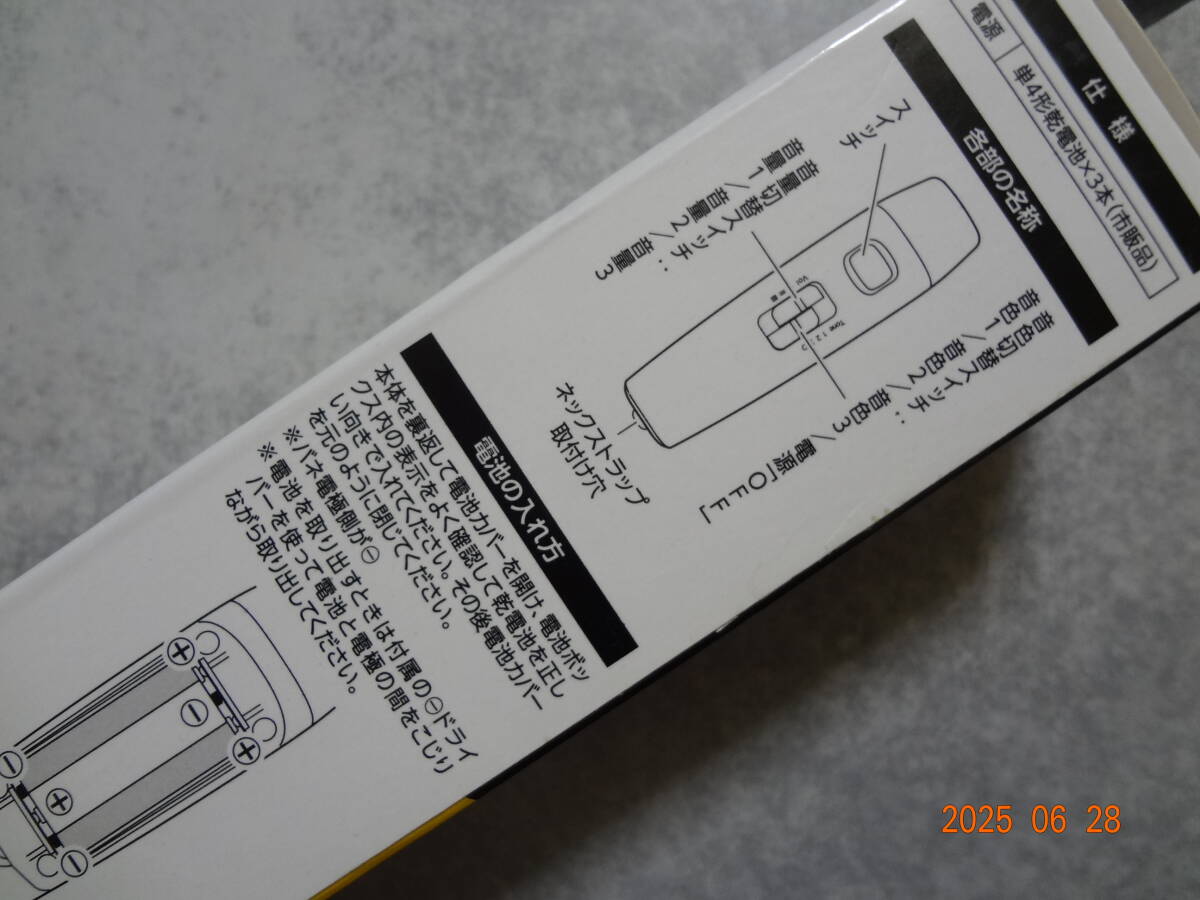 仕様
電源 単4形乾電池×3本(市販品)
各部の名称
スイッチ
音量切替スイッチ:
音量1/音量2/音量3
音色切替スイッチ:
音色1/音色2/音色3/電源「OFF」
ネックストラップ
取付け穴
電池の入れ方
本体を裏返して電池カバーを開け、電池ボッ
クス内の表示をよく確認して乾電池を正し
い向きで入れてください。その後電池カバー
を元のように閉じてください。
※バネ電極側が⊖
※電池を取り出すときは付属の⊖ドライ
バーを使って電池と電極の間をこじり
ながら取り出してください。
⊕
⊖
⊕
⊖
⊕
⊖
2025 06 28